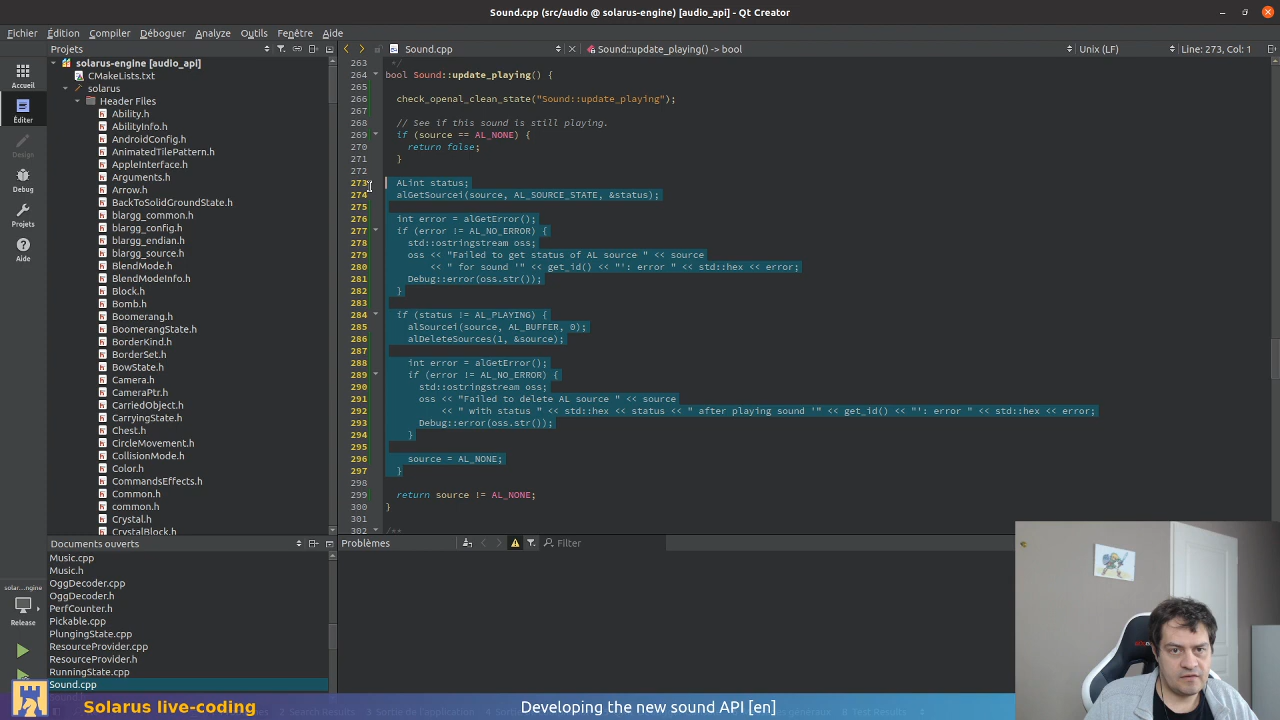 Sound.cpp (src/audio @ solarus-engine) [audio_api] - Qt Creator
Fichier Édition Compiler Déboguer Analyze Outils Fenêtre Aide
Projets
Sound.cpp
Sound::update_playing() -> bool
Unix (LF)
Line: 273, Col: 1
solarus-engine [audio_api]
CMakeLists.txt
solarus
Header Files
Ability.h
AbilityInfo.h
AndroidConfig.h
AnimatedTilePattern.h
AppleInterface.h
Arguments.h
Arrow.h
BackToSolidGroundState.h
blargg_common.h
blargg_config.h
blargg_endian.h
blargg_source.h
BlendMode.h
BlendModeInfo.h
Block.h
Bomb.h
Boomerang.h
BoomerangState.h
BorderKind.h
BorderSet.h
BowState.h
Camera.h
CameraPtr.h
CarriedObject.h
CarryingState.h
Chest.h
CircleMovement.h
CollisionMode.h
Color.h
CommandsEffects.h
Common.h
common.h
Crystal.h
CrystalBlock.h
Accueil
Éditer
Design
Debug
Projets
Aide
solar...ngine
Release
Documents ouverts
Music.cpp
Music.h
OggDecoder.cpp
OggDecoder.h
PerfCounter.h
Pickable.cpp
PlungingState.cpp
ResourceProvider.cpp
ResourceProvider.h
RunningState.cpp
Sound.cpp
263 */
264 bool Sound::update_playing() {
265
266 check_openal_clean_state("Sound::update_playing");
267
268 // See if this sound is still playing.
269 if (source == AL_NONE) {
270 return false;
271 }
272
273 ALint status;
274 alGetSourcei(source, AL_SOURCE_STATE, &status);
275
276 int error = alGetError();
277 if (error != AL_NO_ERROR) {
278 std::ostringstream oss;
279 oss << "Failed to get status of AL source " << source
280 << " for sound '" << get_id() << "': error " << std::hex << error;
281 Debug::error(oss.str());
282 }
283
284 if (status != AL_PLAYING) {
285 alSourcei(source, AL_BUFFER, 0);
286 alDeleteSources(1, &source);
287
288 int error = alGetError();
289 if (error != AL_NO_ERROR) {
290 std::ostringstream oss;
291 oss << "Failed to delete AL source " << source
292 << " with status " << std::hex << status << " after playing sound '" << get_id() << "': error " << std::hex << error;
293 Debug::error(oss.str());
294 }
295
296 source = AL_NONE;
297 }
298
299 return source != AL_NONE;
300 }
301
302 /**
Problèmes
Filter
Solarus live-coding
Developing the new sound API [en]